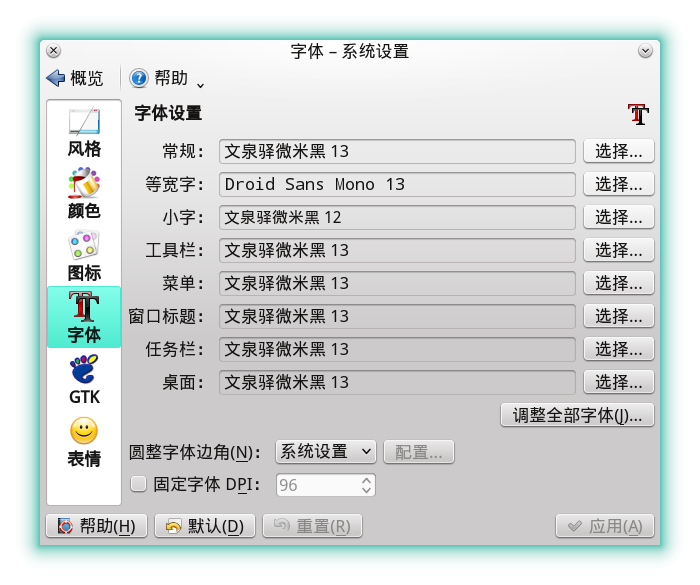 字体 – 系统设置
概览 帮助
风格
颜色
图标
字体
GTK
表情
字体设置
常规: 文泉驿微米黑 13 选择...
等宽字: Droid Sans Mono 13 选择...
小字: 文泉驿微米黑 12 选择...
工具栏: 文泉驿微米黑 13 选择...
菜单: 文泉驿微米黑 13 选择...
窗口标题: 文泉驿微米黑 13 选择...
任务栏: 文泉驿微米黑 13 选择...
桌面: 文泉驿微米黑 13 选择...
调整全部字体(J)...
圆整字体边角(N): 系统设置 配置...
固定字体 DPI: 96
帮助(H) 默认(D) 重置(R) 应用(A)